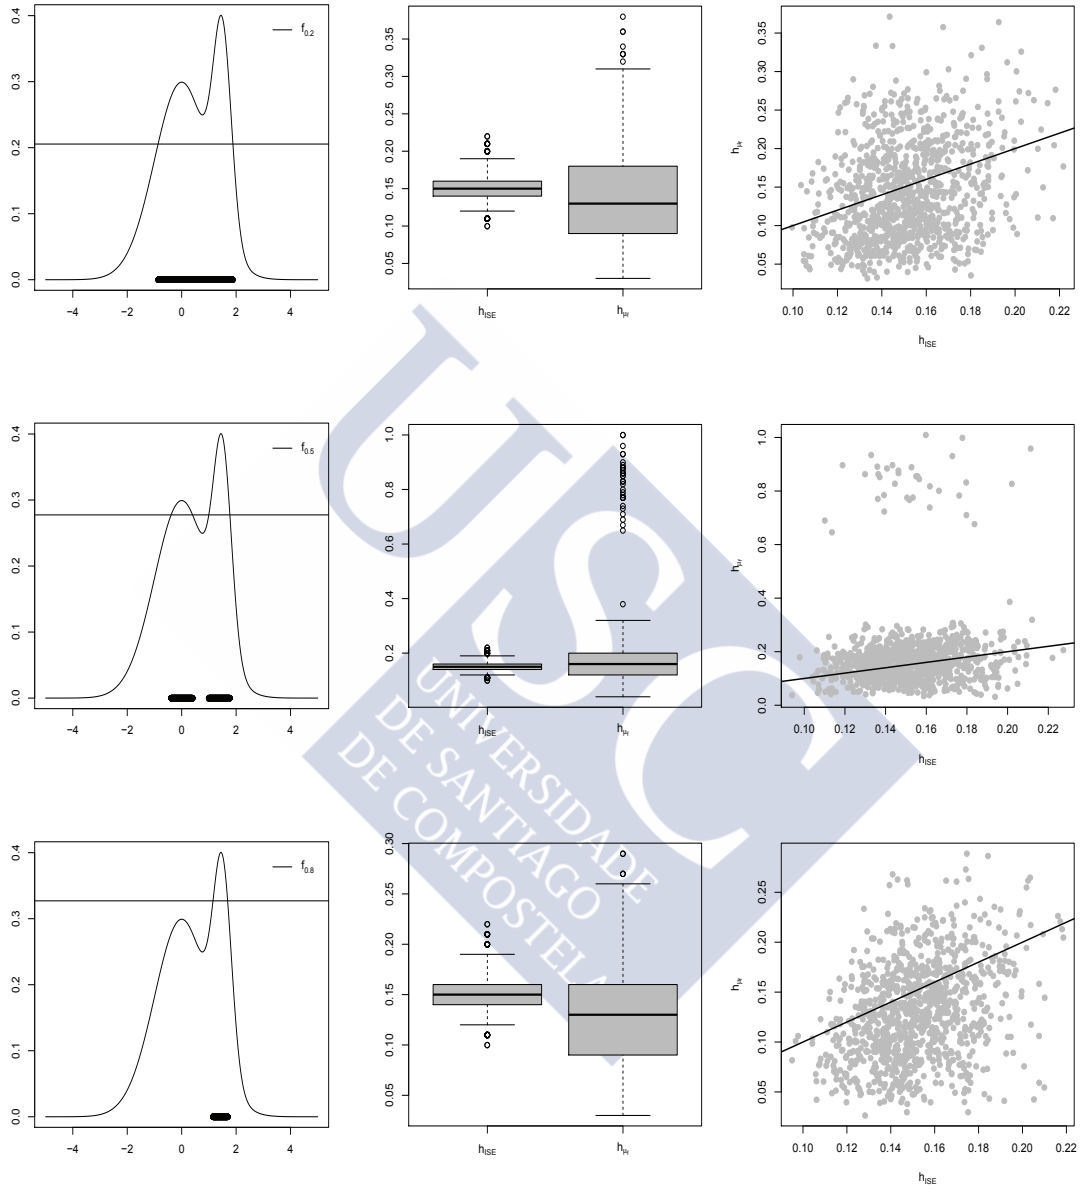 0.0 0.1 0.2 0.3 0.4
−4 −2 0 2 4
f0.2
0.05 0.10 0.15 0.20 0.25 0.30 0.35
hISE hμf
0.05 0.10 0.15 0.20 0.25 0.30 0.35
hμf
0.10 0.12 0.14 0.16 0.18 0.20 0.22
hISE
0.0 0.1 0.2 0.3 0.4
−4 −2 0 2 4
f0.5
0.2 0.4 0.6 0.8 1.0
hISE hμf
0.0 0.2 0.4 0.6 0.8 1.0
hμf
0.10 0.12 0.14 0.16 0.18 0.20 0.22
hISE
0.0 0.1 0.2 0.3 0.4
−4 −2 0 2 4
f0.8
0.05 0.10 0.15 0.20 0.25 0.30
hISE hμf
0.05 0.10 0.15 0.20 0.25
hμf
0.10 0.12 0.14 0.16 0.18 0.20 0.22
hISE
USC
UNIVERSIDADE
DE SANTIAGO
DE COMPOSTELA